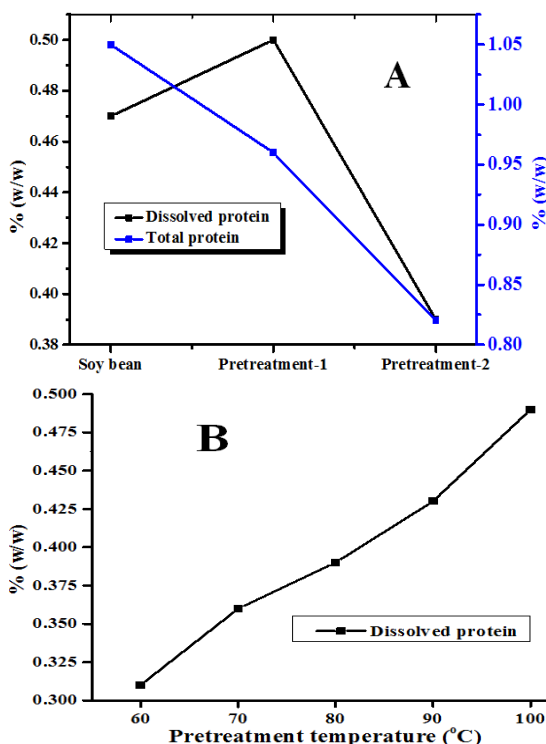 A
% (w/w)
0.50
0.48
0.46
0.44
0.42
0.40
0.38
1.05
1.00
0.95
0.90
0.85
0.80
% (w/w)
Dissolved protein
Total protein
Soy bean Pretreatment-1 Pretreatment-2
B
% (w/w)
0.500
0.475
0.450
0.425
0.400
0.375
0.350
0.325
0.300
Dissolved protein
60 70 80 90 100
Pretreatment temperature (°C)